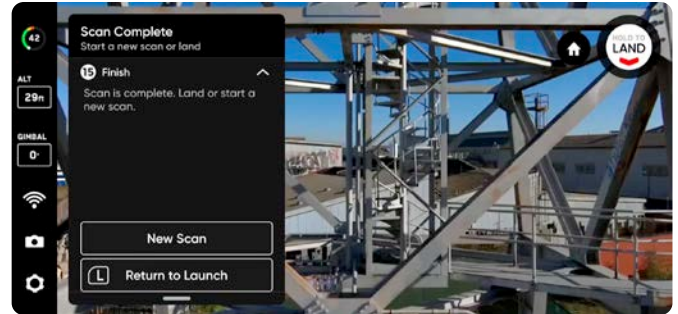 42
ALT
29ft
GIMBAL
0°
Scan Complete
Start a new scan or land
15 Finish
Scan is complete. Land or start a
new scan.
New Scan
L Return to Launch
HOLD TO
LAND